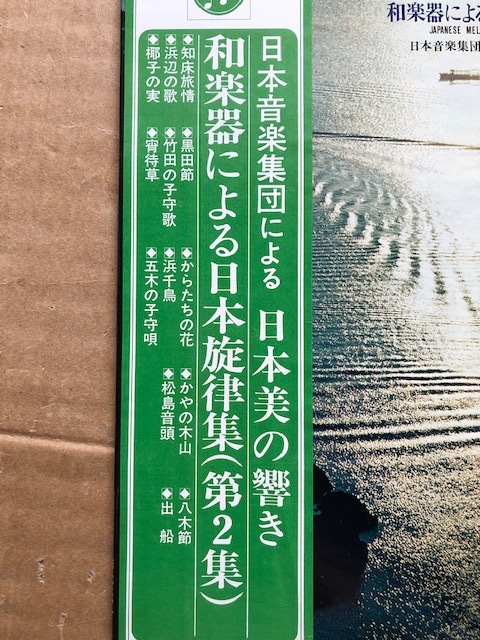 日本音楽集団による 日本美の響き
和楽器による日本旋律集(第2集)
◆知床旅情 ◆黒田節 ◆からたちの花 ◆かやの木山 ◆八木節
◆浜辺の歌 ◆竹田の子守歌 ◆浜千鳥 ◆松島音頭 ◆出船
◆椰子の実 ◆宵待草 ◆五木の子守唄
和楽器によ
JAPANESE MEL
日本音楽集団